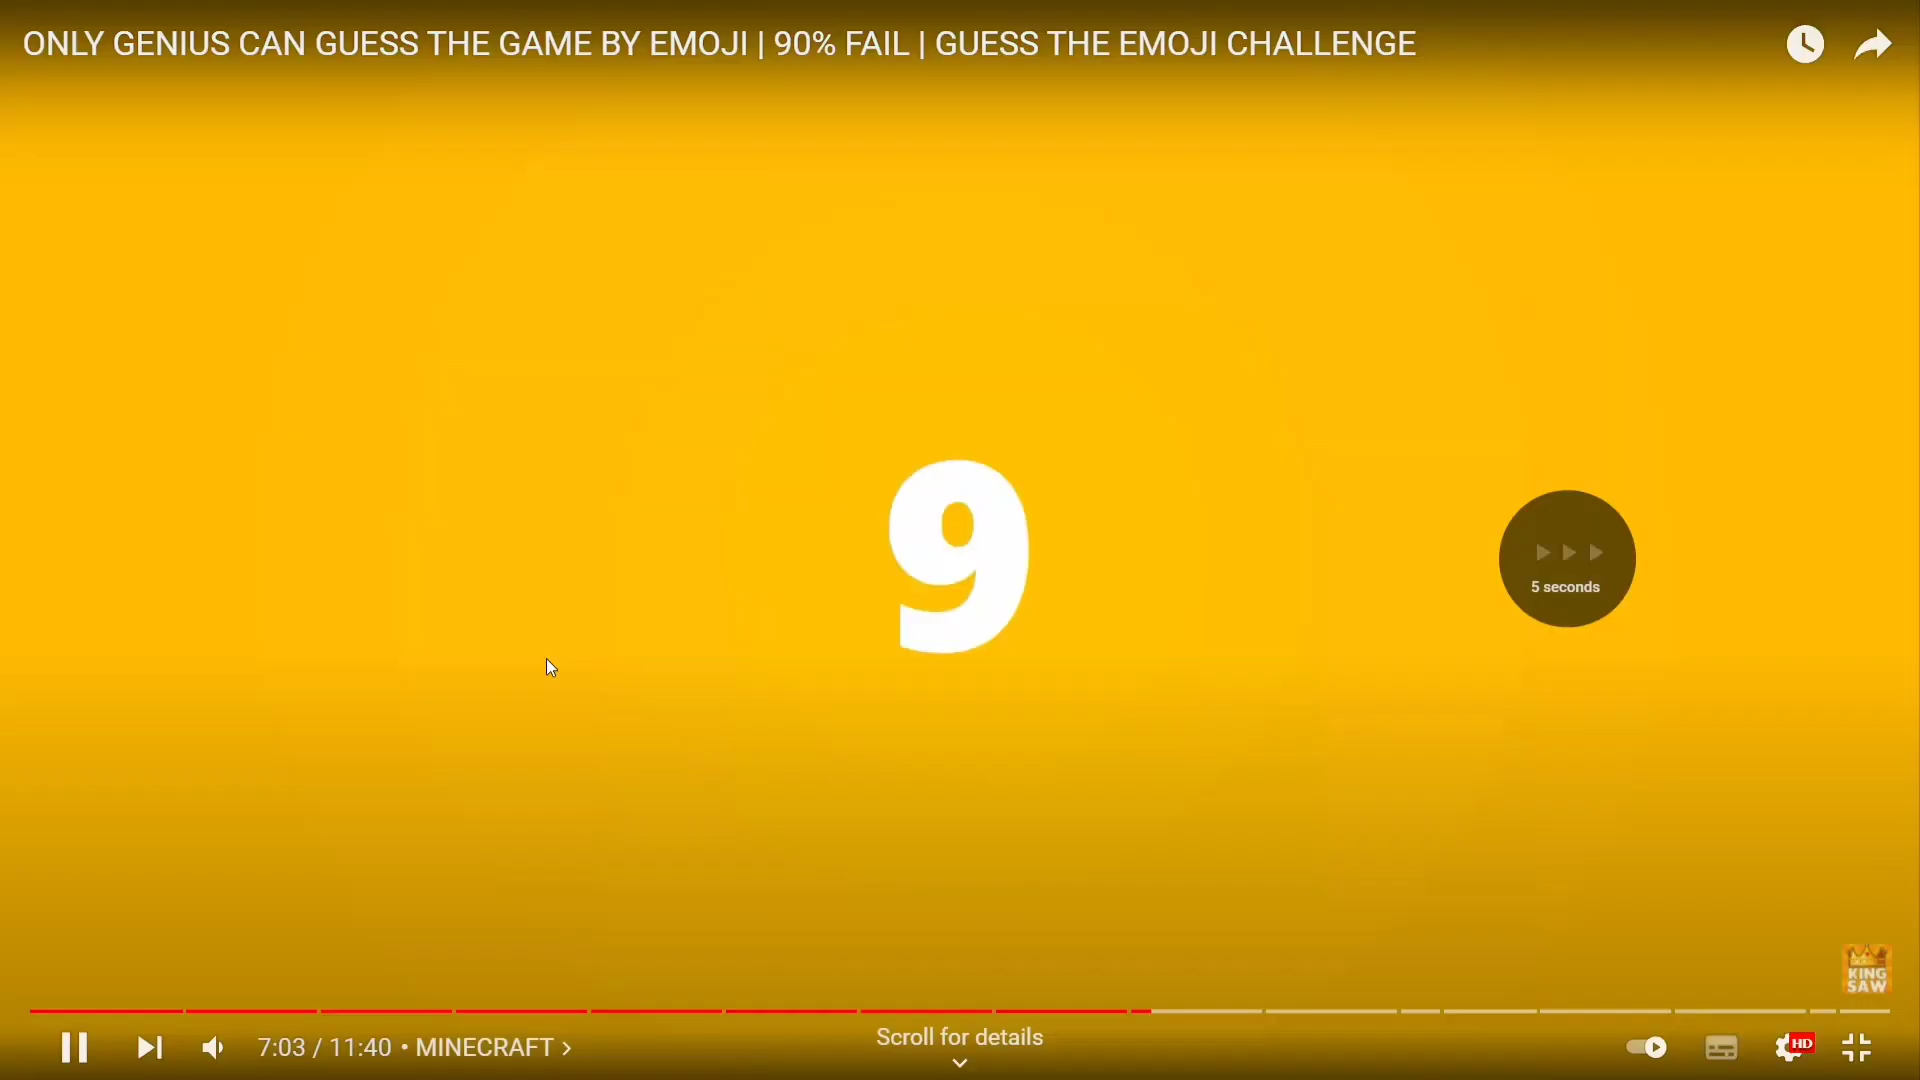 ONLY GENIUS CAN GUESS THE GAME BY EMOJI | 90% FAIL | GUESS THE EMOJI CHALLENGE
9
5 seconds
KING
SAW
7:03 / 11:40 • MINECRAFT >
Scroll for details
HD